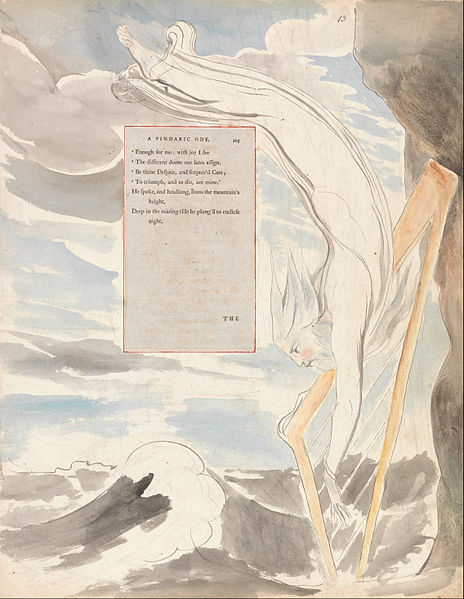 13
A PINDARIC ODE. 105
‘ Enough for me: with joy I see
‘ The different doom our fates assign.
‘ Be thine Despair, and scepter'd Care;
‘ To triumph, and to die, are mine.’
He spoke, and headlong, from the mountain's
height,
Deep in the roaring tide he plung'd to endless
night.
THE